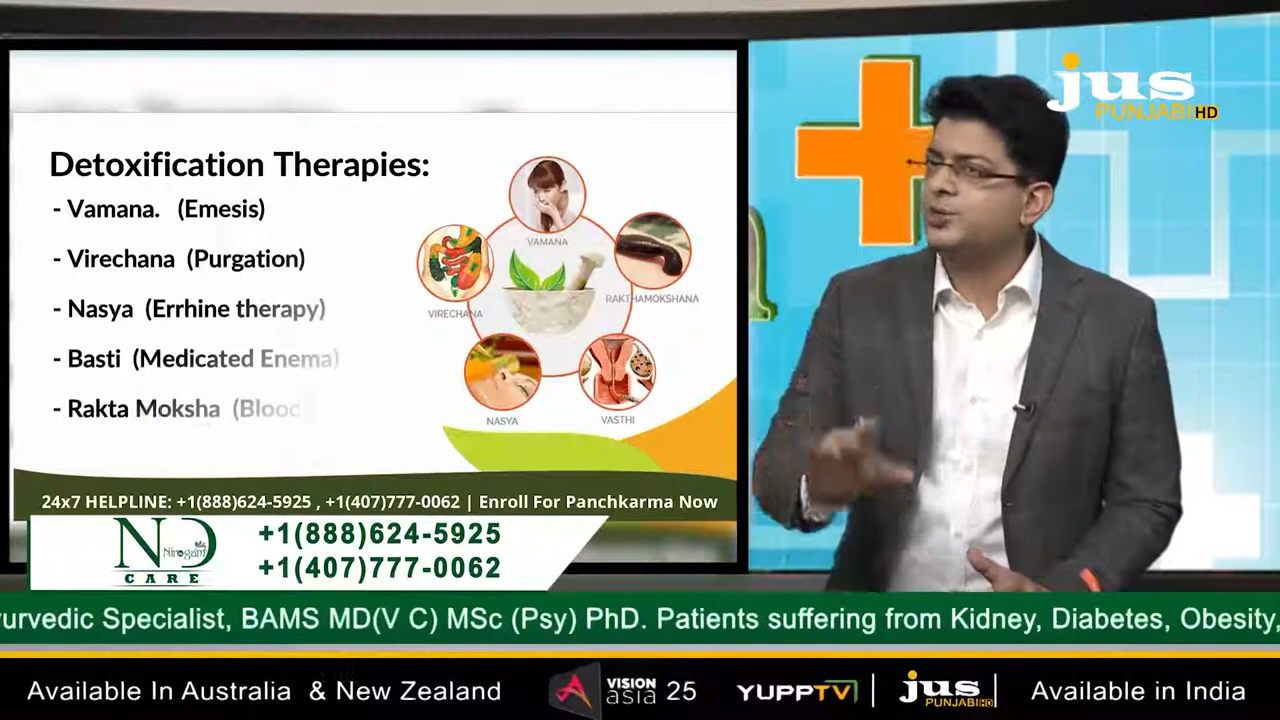 jus
PUNJABI HD
Detoxification Therapies:
- Vamana. (Emesis)
- Virechana (Purgation)
- Nasya (Errhine therapy)
- Basti (Medicated Enema)
- Rakta Moksha (Blood
VAMANA
RAKTHAMOKSHANA
VIRECHANA
NASYA
VASTHI
24x7 HELPLINE: +1(888)624-5925 , +1(407)777-0062 | Enroll For Panchkarma Now
ND
Nirogam
CARE
+1(888)624-5925
+1(407)777-0062
yurvedic Specialist, BAMS MD(V C) MSc (Psy) PhD. Patients suffering from Kidney, Diabetes, Obesity,
Available In Australia & New Zealand
VISION
asia 25
YUPPTV
jus
PUNJABI HD
Available in India